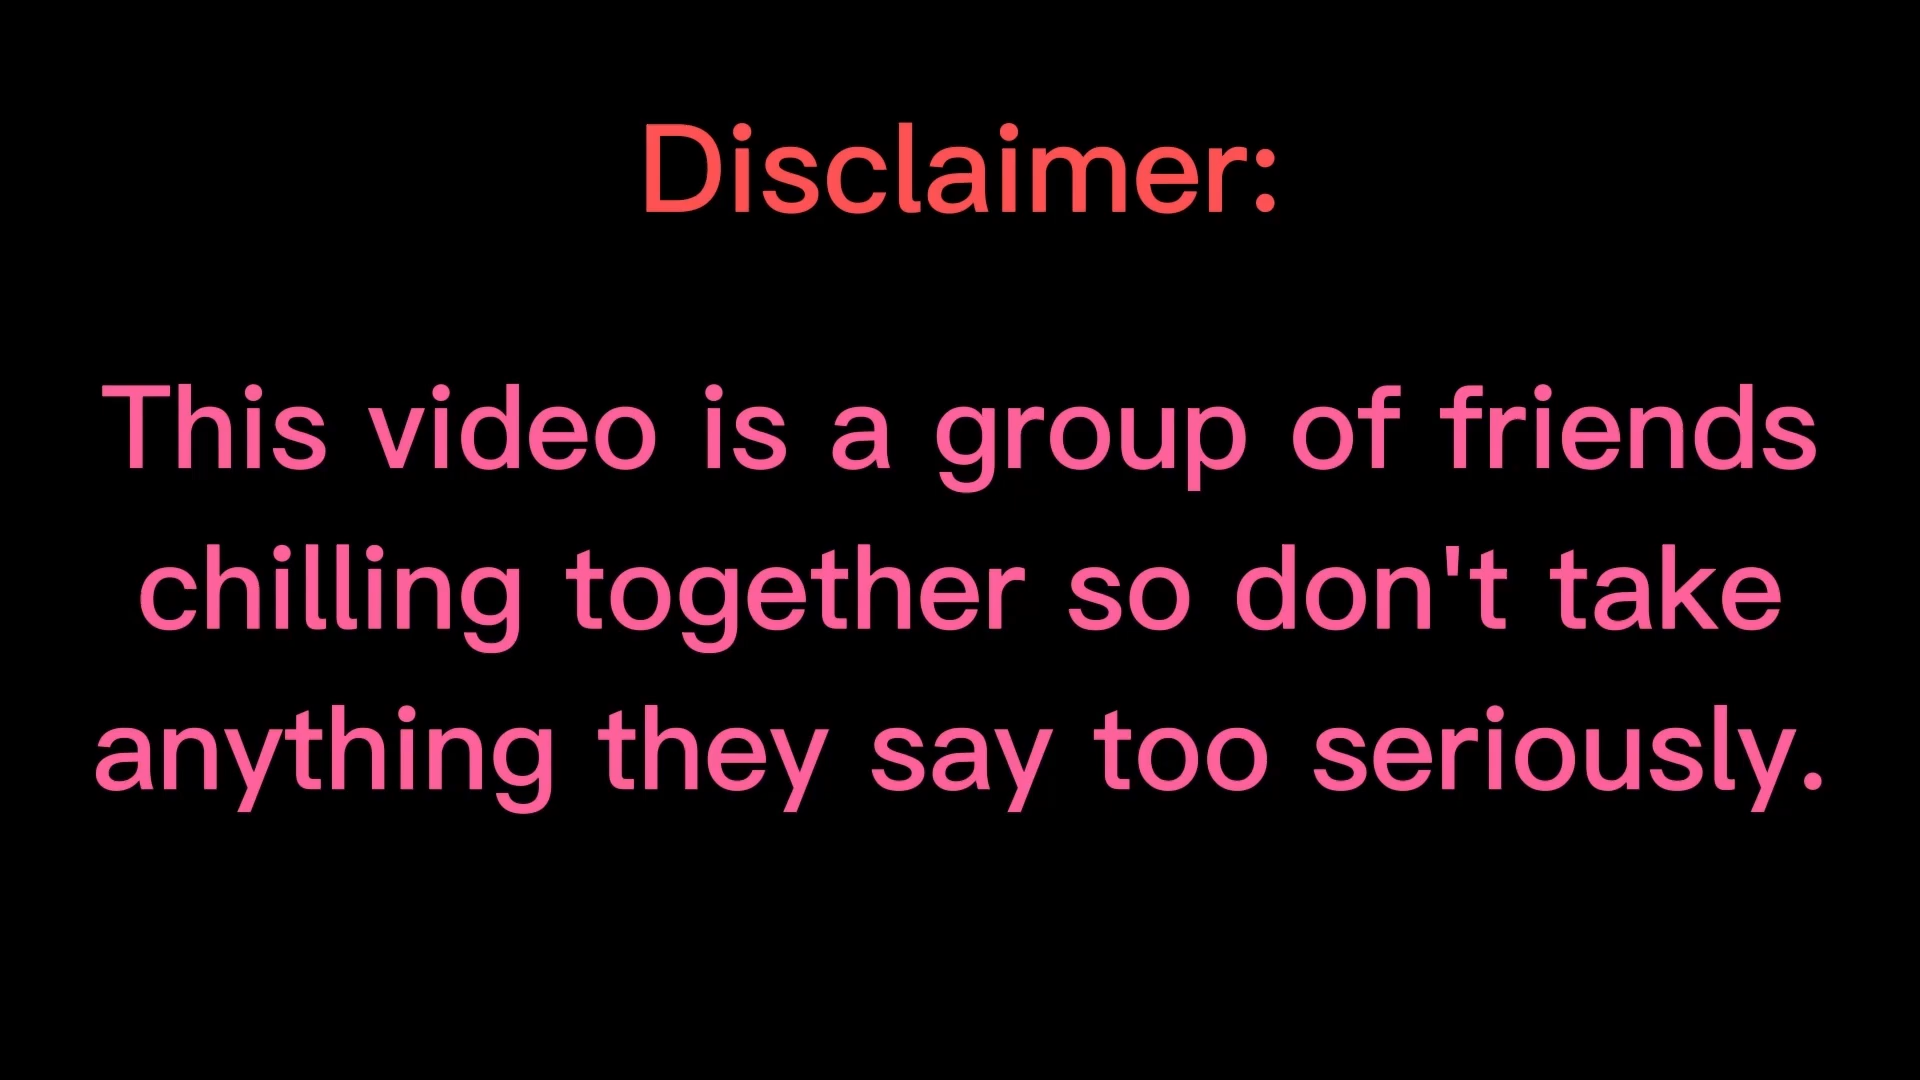 Disclaimer:
This video is a group of friends
chilling together so don't take
anything they say too seriously.